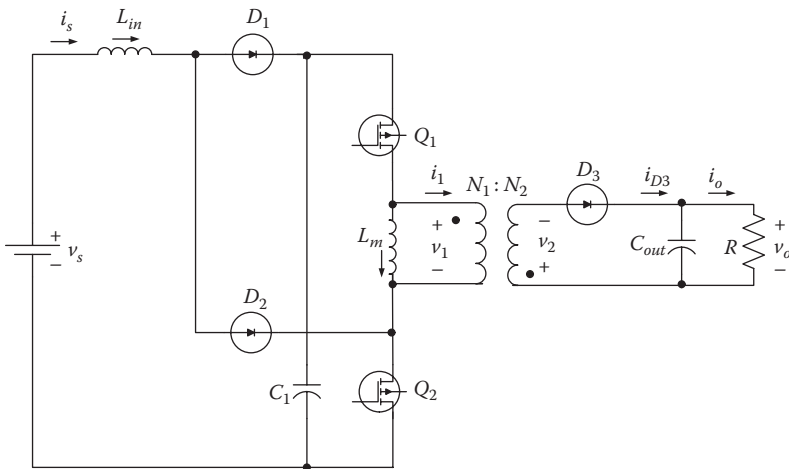 i_s
L_in
D_1
Q_1
i_1
N_1 : N_2
D_3
i_D3
i_o
L_m
+
v_1
−
−
v_2
+
C_out
R
+
v_o
−
+
v_s
−
D_2
C_1
Q_2